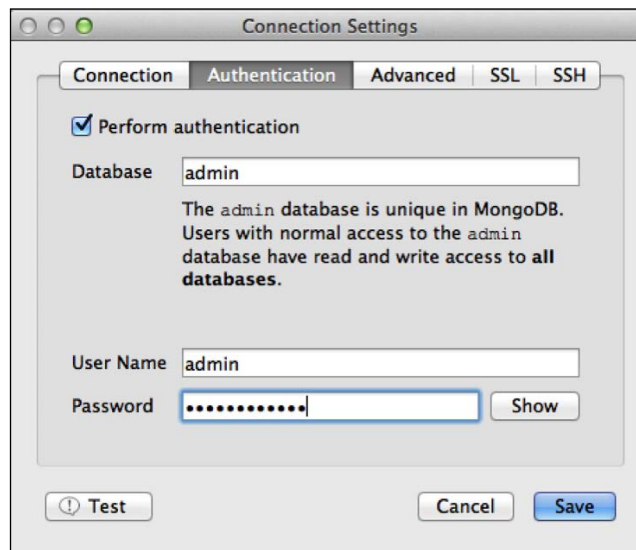 Connection Settings
Connection Authentication Advanced SSL SSH
Perform authentication
Database admin
The admin database is unique in MongoDB.
Users with normal access to the admin
database have read and write access to all
databases.
User Name admin
Password ●●●●●●●●●●●● Show
Test Cancel Save